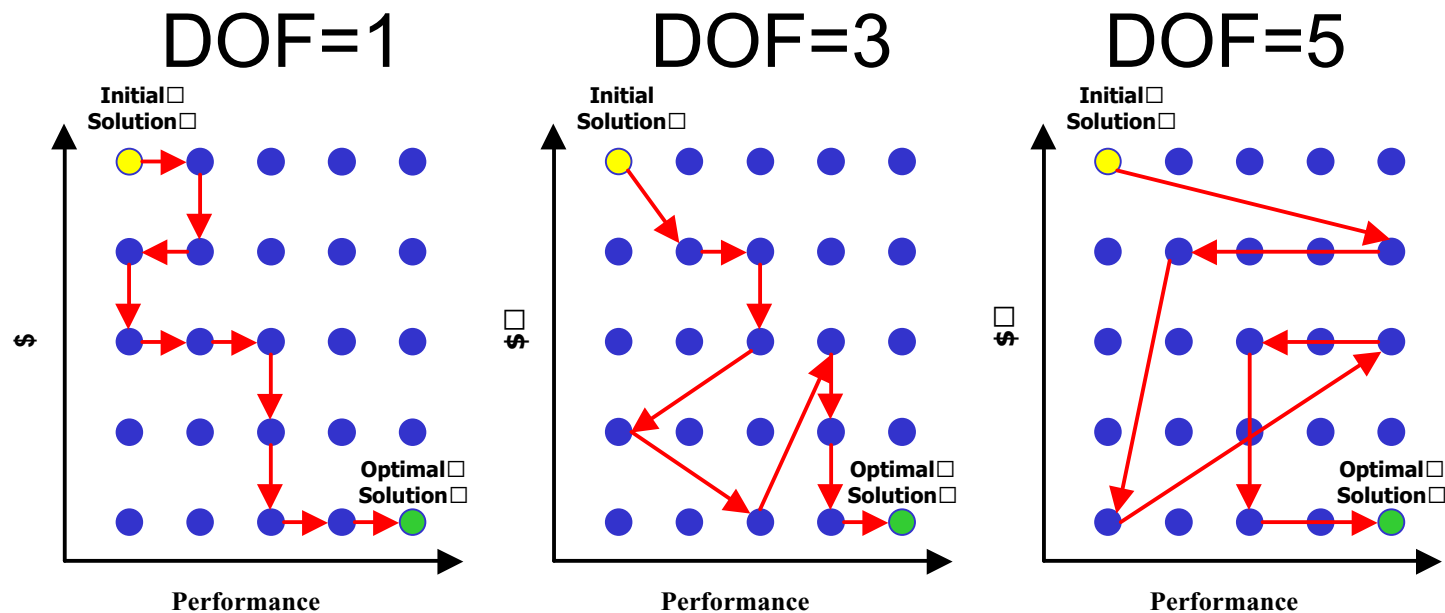 DOF=1
Initial□
Solution□
$
Optimal□
Solution□
Performance
DOF=3
Initial
Solution□
$□
Optimal□
Solution□
Performance
DOF=5
Initial□
Solution□
$□
Optimal□
Solution□
Performance